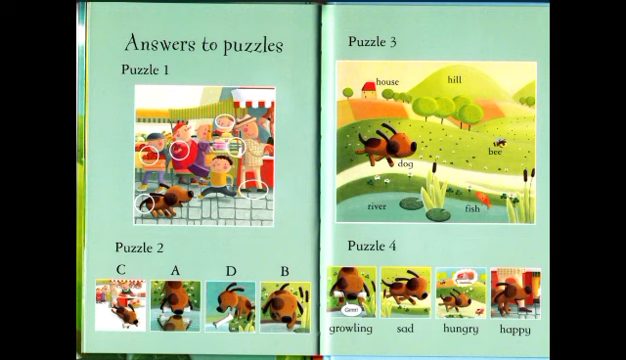 Answers to puzzles
Puzzle 1
Puzzle 2
C A D B
Puzzle 3
house
hill
bee
dog
river
fish
Puzzle 4
Grrrr!
growling sad hungry happy